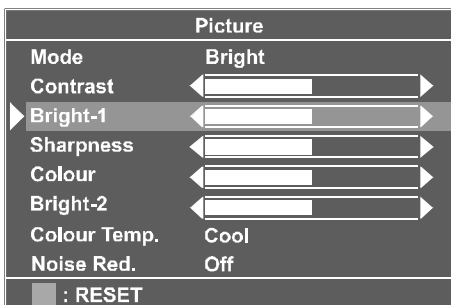 Picture
Mode Bright
Contrast
Bright-1
Sharpness
Colour
Bright-2
Colour Temp. Cool
Noise Red. Off
: RESET